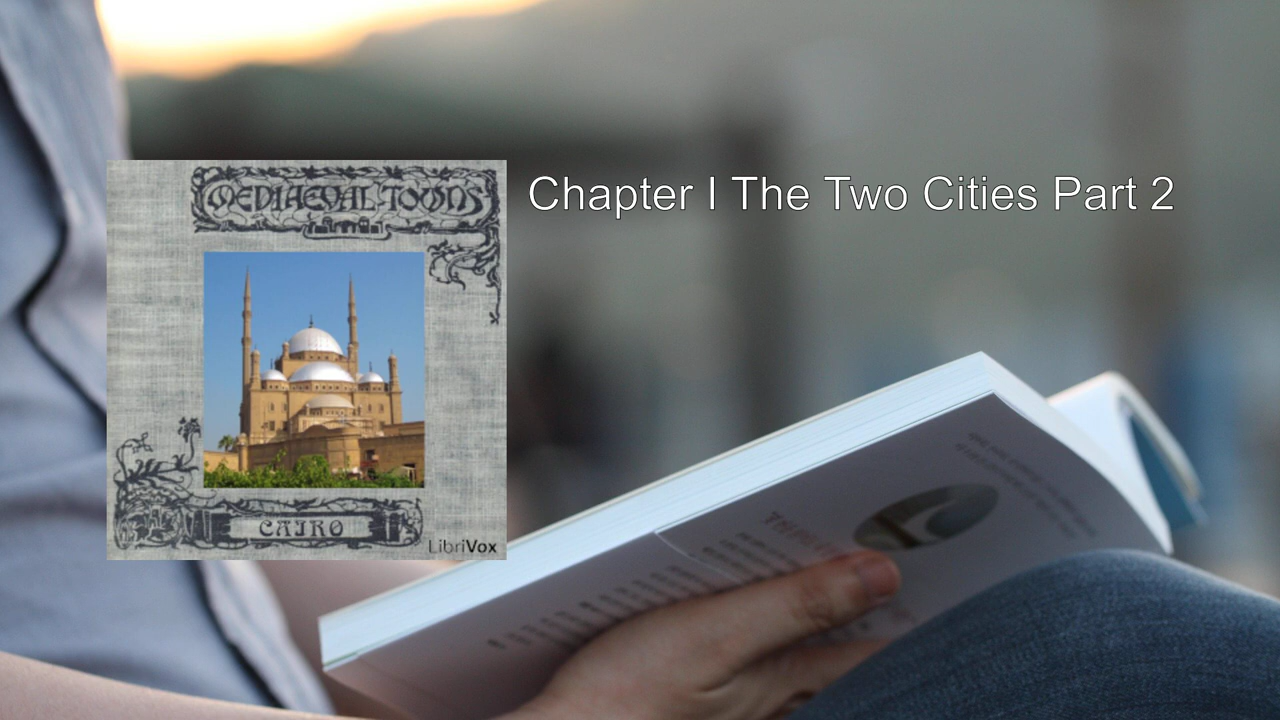 MEDIAEVAL TOWNS
Chapter I The Two Cities Part 2
CAIRO
LibriVox